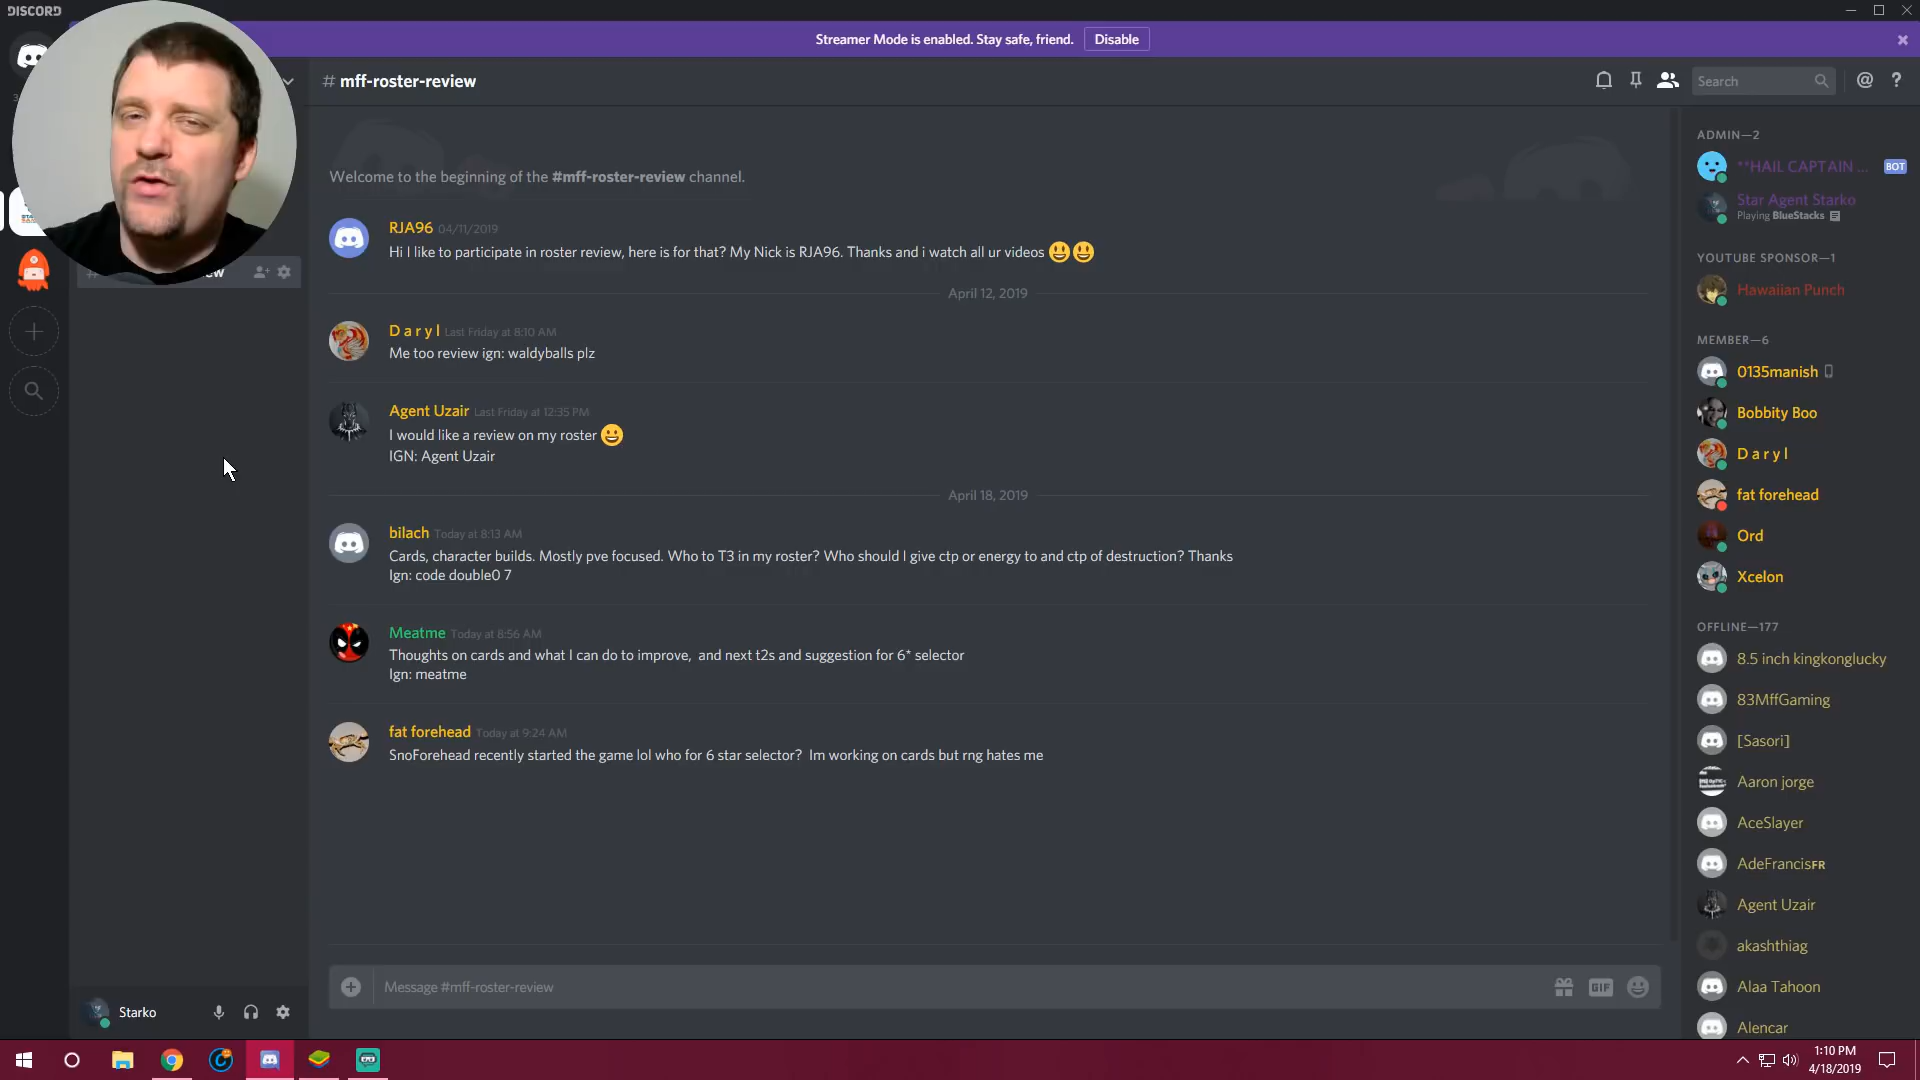 DISCORD
Streamer Mode is enabled. Stay safe, friend. Disable
# mff-roster-review
Search
Welcome to the beginning of the #mff-roster-review channel.
RJA96 04/11/2019
Hi I like to participate in roster review, here is for that? My Nick is RJA96. Thanks and i watch all ur videos 😃😃
April 12, 2019
D a r y l Last Friday at 8:10 AM
Me too review ign: waldyballs plz
Agent Uzair Last Friday at 12:35 PM
I would like a review on my roster 😀
IGN: Agent Uzair
April 18, 2019
bilach Today at 8:13 AM
Cards, character builds. Mostly pve focused. Who to T3 in my roster? Who should I give ctp or energy to and ctp of destruction? Thanks
Ign: code double0 7
Meatme Today at 8:56 AM
Thoughts on cards and what I can do to improve, and next t2s and suggestion for 6* selector
Ign: meatme
fat forehead Today at 9:24 AM
SnoForehead recently started the game lol who for 6 star selector? Im working on cards but rng hates me
Message #mff-roster-review
GIF
Starko
ADMIN—2
**HAIL CAPTAIN ... BOT
Star Agent Starko
Playing BlueStacks
YOUTUBE SPONSOR—1
Hawaiian Punch
MEMBER—6
0135manish
Bobbity Boo
D a r y l
fat forehead
Ord
Xcelon
OFFLINE—177
8.5 inch kingkonglucky
83MffGaming
[Sasori]
Aaron jorge
AceSlayer
AdeFrancisFR
Agent Uzair
akashthiag
Alaa Tahoon
Alencar
1:10 PM
4/18/2019